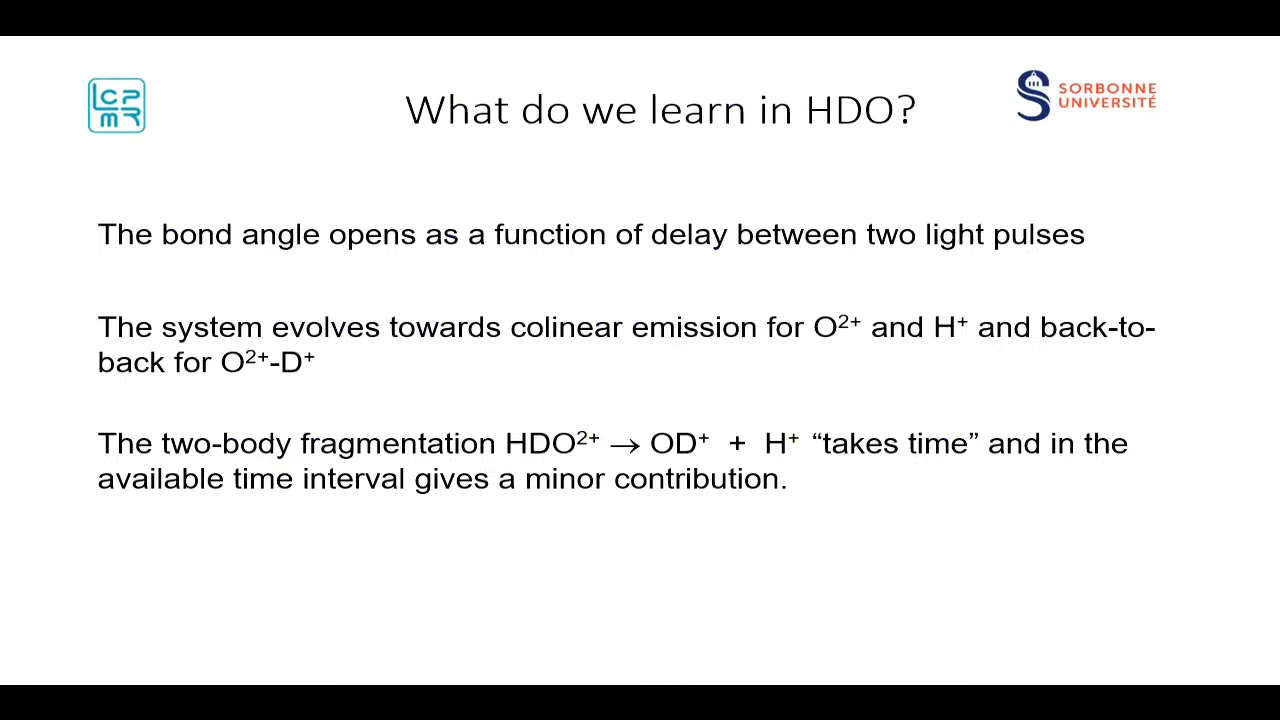 LCPMR
What do we learn in HDO?
SORBONNE
UNIVERSITÉ
The bond angle opens as a function of delay between two light pulses
The system evolves towards colinear emission for O²⁺ and H⁺ and back-to-
back for O²⁺-D⁺
The two-body fragmentation HDO²⁺ → OD⁺ + H⁺ “takes time” and in the
available time interval gives a minor contribution.